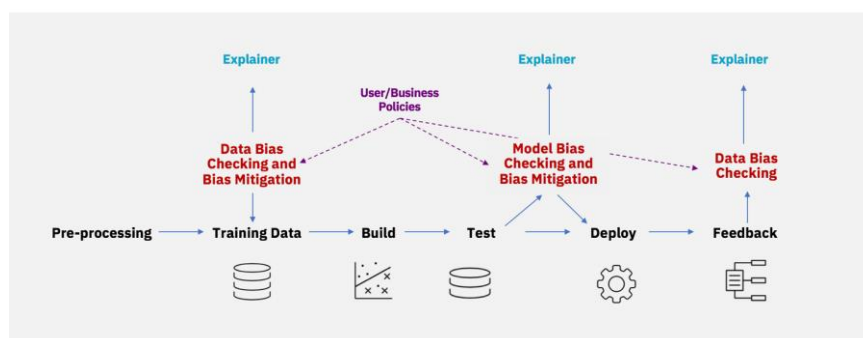 Explainer
Explainer
Explainer
User/Business
Policies
Data Bias
Checking and
Bias Mitigation
Model Bias
Checking and
Bias Mitigation
Data Bias
Checking
Pre-processing
Training Data
Build
Test
Deploy
Feedback